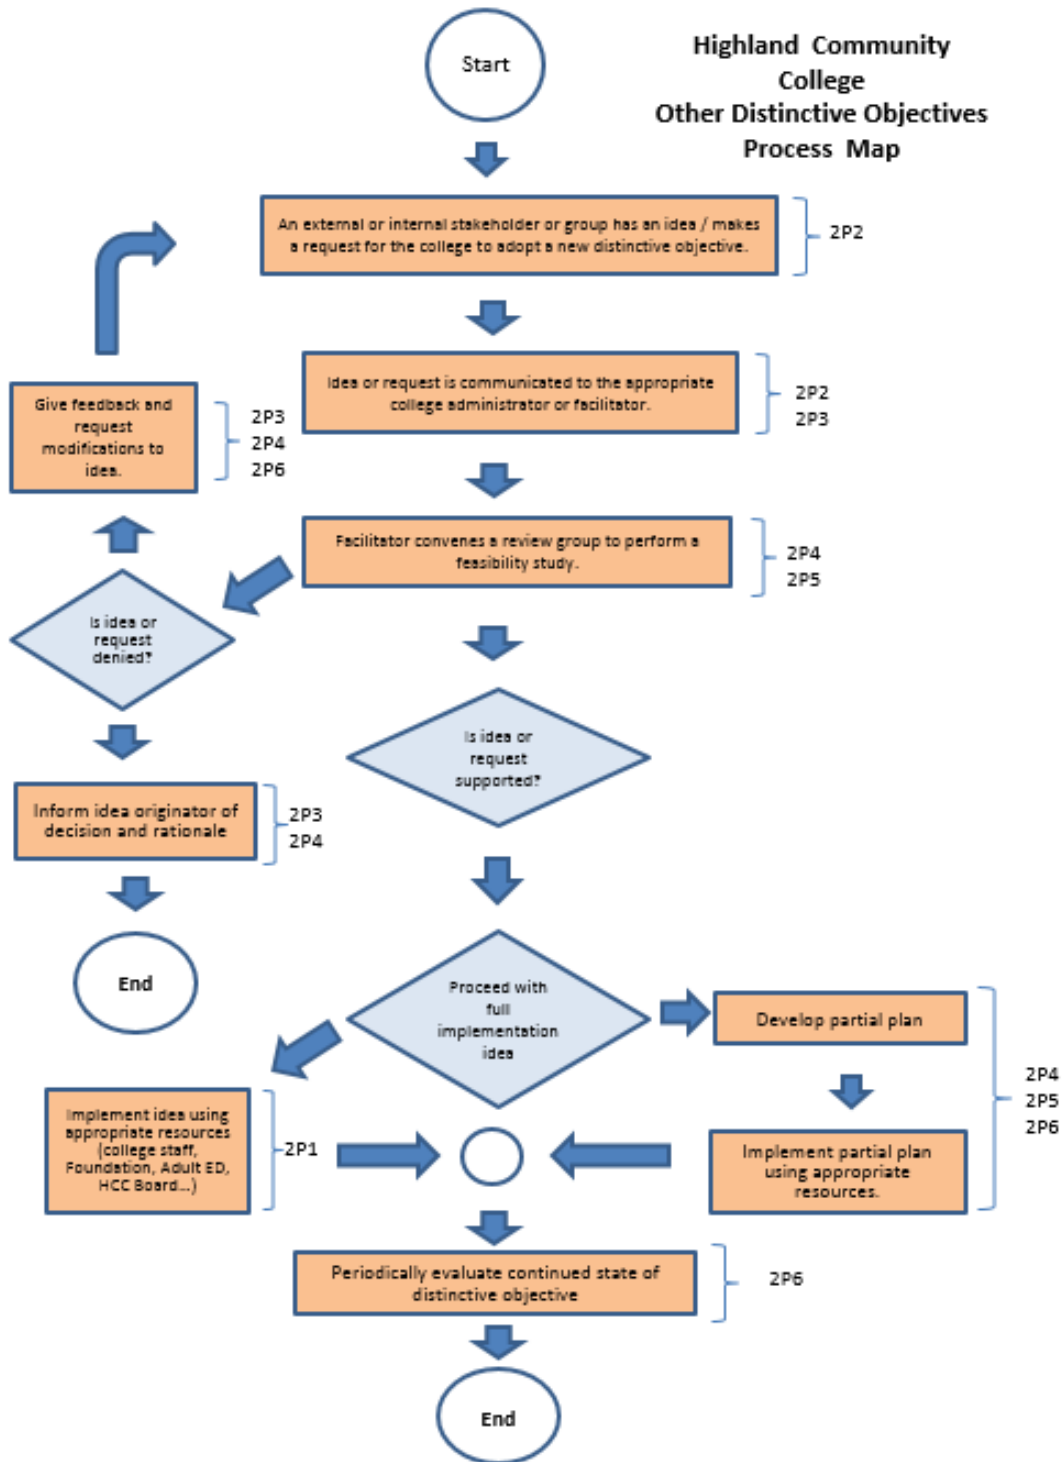 Start
Highland Community
College
Other Distinctive Objectives
Process Map
An external or internal stakeholder or group has an idea / makes
a request for the college to adopt a new distinctive objective.
2P2
Idea or request is communicated to the appropriate
college administrator or facilitator.
2P2
2P3
Give feedback and
request
modifications to
idea.
2P3
2P4
2P6
Facilitator convenes a review group to perform a
feasibility study.
2P4
2P5
Is idea or
request
denied?
Is idea or
request
supported?
Inform idea originator of
decision and rationale
2P3
2P4
End
Proceed with
full
implementation
idea
Develop partial plan
2P4
2P5
2P6
Implement idea using
appropriate resources
(college staff,
Foundation, Adult ED,
HCC Board...)
2P1
Implement partial plan
using appropriate
resources.
Periodically evaluate continued state of
distinctive objective
2P6
End